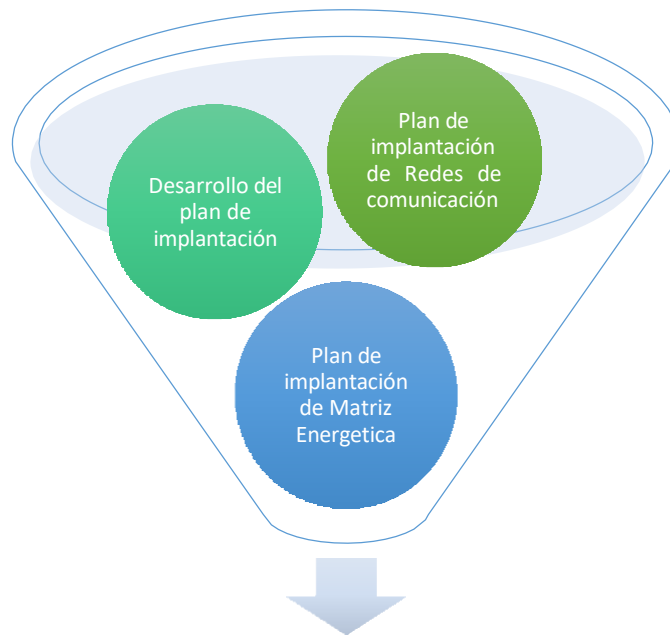 Plan de
implantación
de Redes de
comunicación
Desarrollo del
plan de
implantación
Plan de
implantación
de Matriz
Energetica